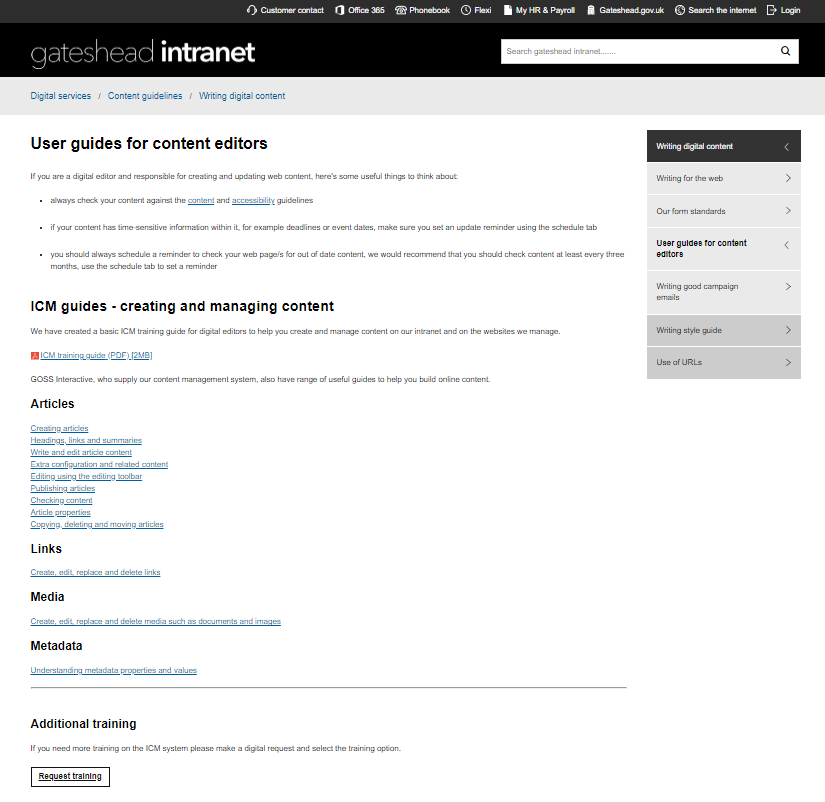 Customer contact Office 365 Phonebook Flexi My HR & Payroll Gateshead.gov.uk Search the internet Login
gateshead intranet
Search gateshead intranet.......
Digital services / Content guidelines / Writing digital content
User guides for content editors
If you are a digital editor and responsible for creating and updating web content, here's some useful things to think about:
• always check your content against the content and accessibility guidelines
• if your content has time-sensitive information within it, for example deadlines or event dates, make sure you set an update reminder using the schedule tab
• you should always schedule a reminder to check your web page/s for out of date content, we would recommend that you should check content at least every three
months, use the schedule tab to set a reminder
ICM guides - creating and managing content
We have created a basic ICM training guide for digital editors to help you create and manage content on our intranet and on the websites we manage.
ICM training guide (PDF) [2MB]
GOSS Interactive, who supply our content management system, also have range of useful guides to help you build online content.
Articles
Creating articles
Headings, links and summaries
Write and edit article content
Extra configuration and related content
Editing using the editing toolbar
Publishing articles
Checking content
Article properties
Copying, deleting and moving articles
Links
Create, edit, replace and delete links
Media
Create, edit, replace and delete media such as documents and images
Metadata
Understanding metadata properties and values
Additional training
If you need more training on the ICM system please make a digital request and select the training option.
Request training
Writing digital content
Writing for the web
Our form standards
User guides for content
editors
Writing good campaign
emails
Writing style guide
Use of URLs